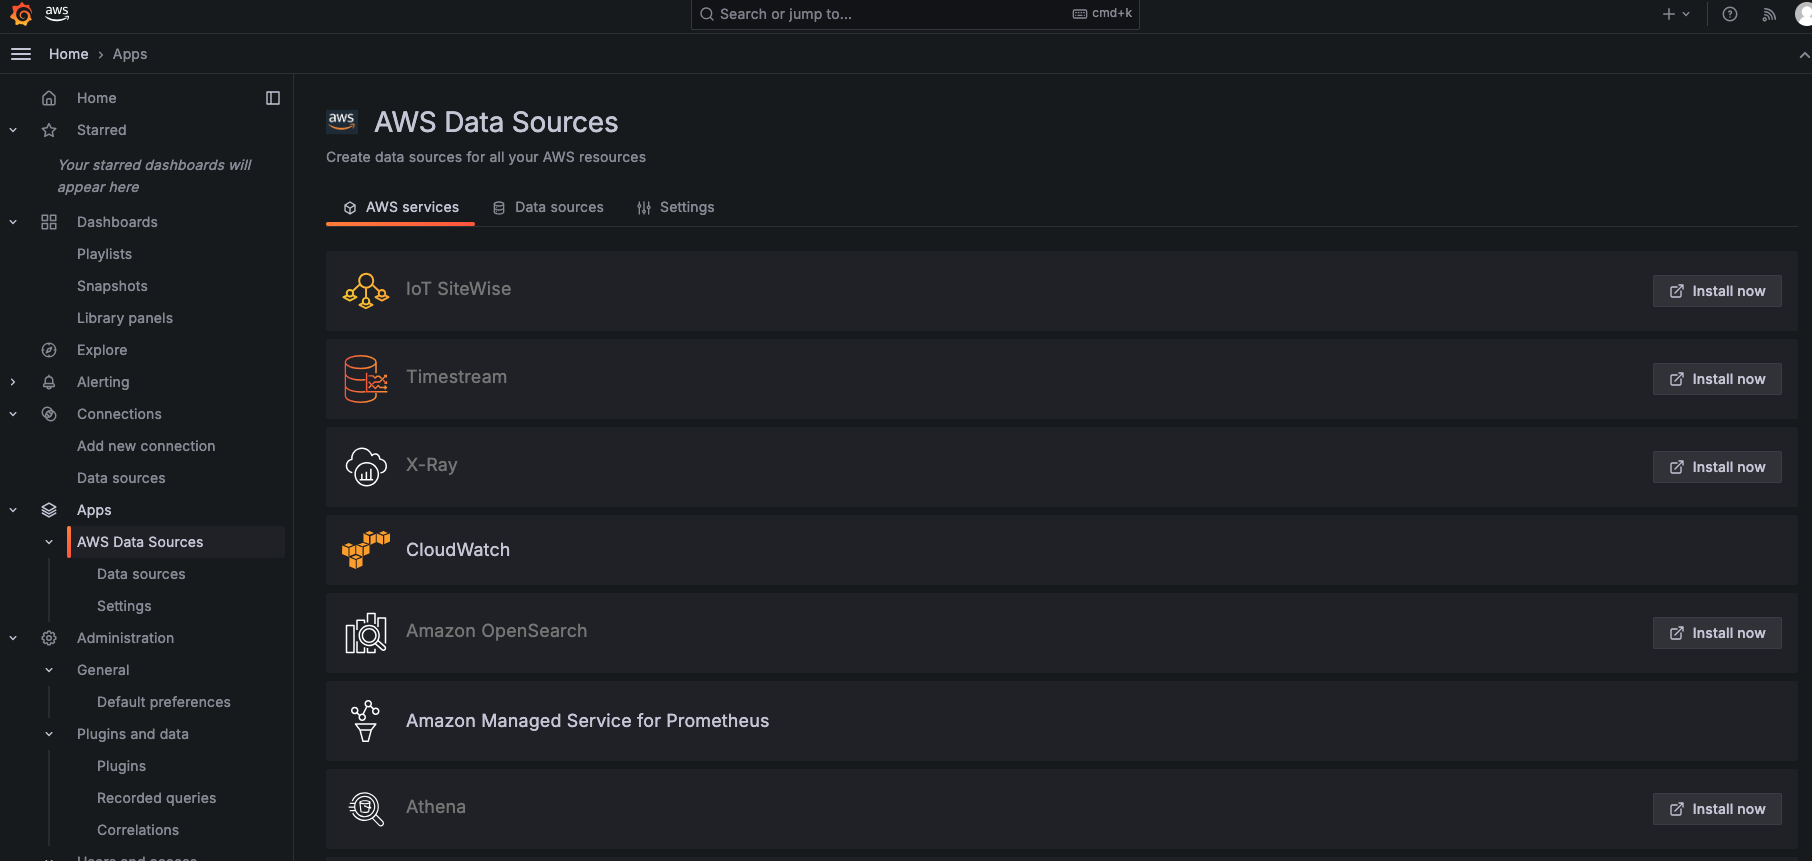 aws
Search or jump to...
cmd+k
Home › Apps
Home
Starred
Your starred dashboards will
appear here
Dashboards
Playlists
Snapshots
Library panels
Explore
Alerting
Connections
Add new connection
Data sources
Apps
AWS Data Sources
Data sources
Settings
Administration
General
Default preferences
Plugins and data
Plugins
Recorded queries
Correlations
Users and access
aws
AWS Data Sources
Create data sources for all your AWS resources
AWS services
Data sources
Settings
IoT SiteWise
Install now
Timestream
Install now
X-Ray
Install now
CloudWatch
Amazon OpenSearch
Install now
Amazon Managed Service for Prometheus
Athena
Install now